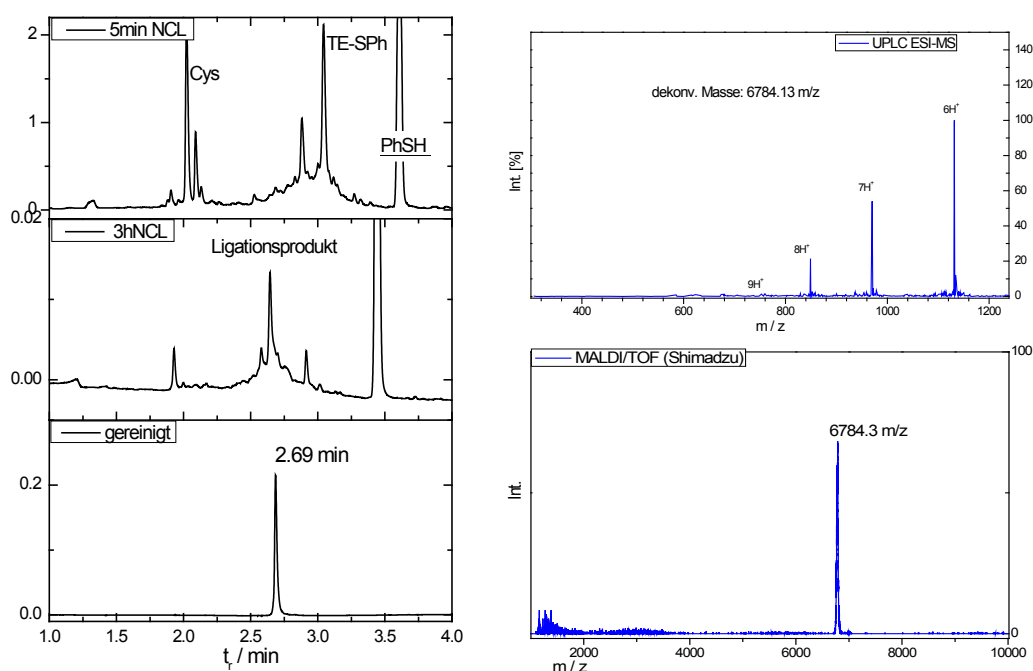 5min NCL
TE-SPh
Cys
PhSH
2
1
0
0.02
3hNCL
Ligationsprodukt
0.00
gereinigt
2.69 min
0.2
0.0
1.0 1.5 2.0 2.5 3.0 3.5 4.0
tr / min
UPLC ESI-MS
dekonv. Masse: 6784.13 m/z
6H+
7H+
8H+
9H+
Int. [%]
140
120
100
80
60
40
20
0
400 600 800 1000 1200
m / z
MALDI/TOF (Shimadzu)
100
6784.3 m/z
Int.
0
2000 4000 6000 8000 10000
m / z